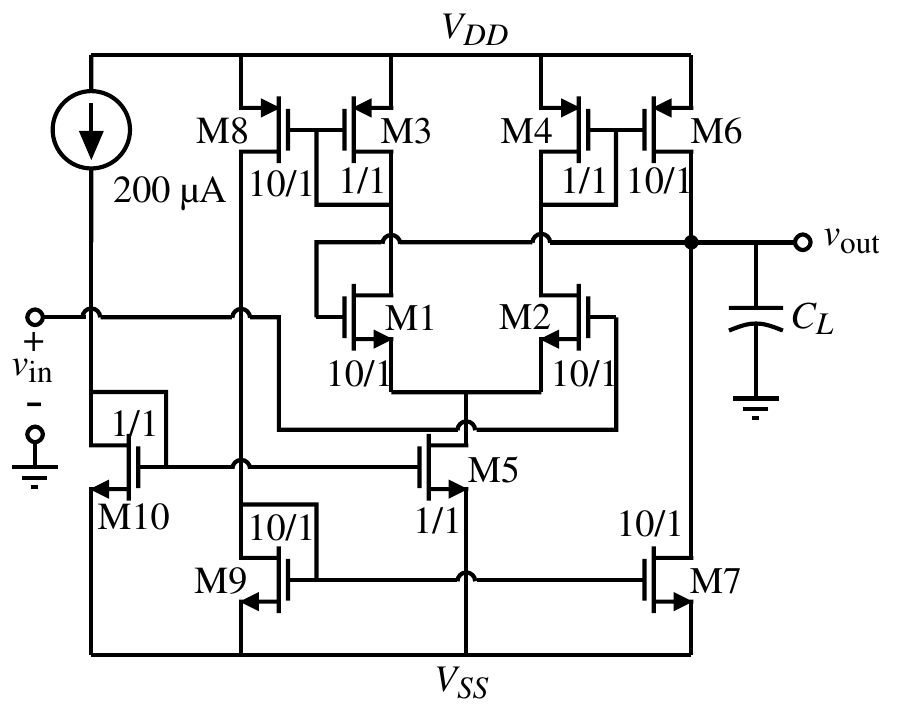 V_DD
M8
M3
M4
M6
10/1
1/1
1/1
10/1
200 µA
v_out
M1
M2
C_L
+
v_in
-
10/1
10/1
1/1
M5
M10
1/1
10/1
10/1
M9
M7
V_SS